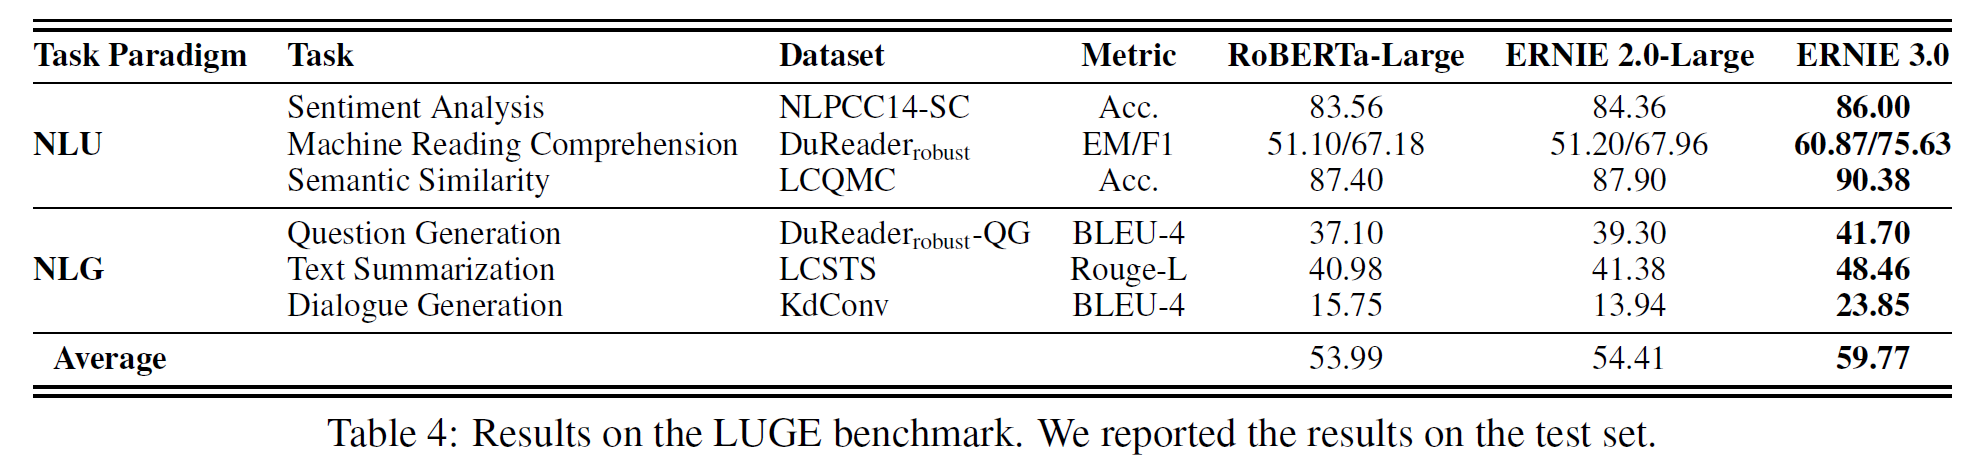 Task Paradigm Task Dataset Metric RoBERTa-Large ERNIE 2.0-Large ERNIE 3.0
Sentiment Analysis NLPCC14-SC Acc. 83.56 84.36 86.00
NLU Machine Reading Comprehension DuReader_robust EM/F1 51.10/67.18 51.20/67.96 60.87/75.63
Semantic Similarity LCQMC Acc. 87.40 87.90 90.38
Question Generation DuReader_robust-QG BLEU-4 37.10 39.30 41.70
NLG Text Summarization LCSTS Rouge-L 40.98 41.38 48.46
Dialogue Generation KdConv BLEU-4 15.75 13.94 23.85
Average 53.99 54.41 59.77
Table 4: Results on the LUGE benchmark. We reported the results on the test set.